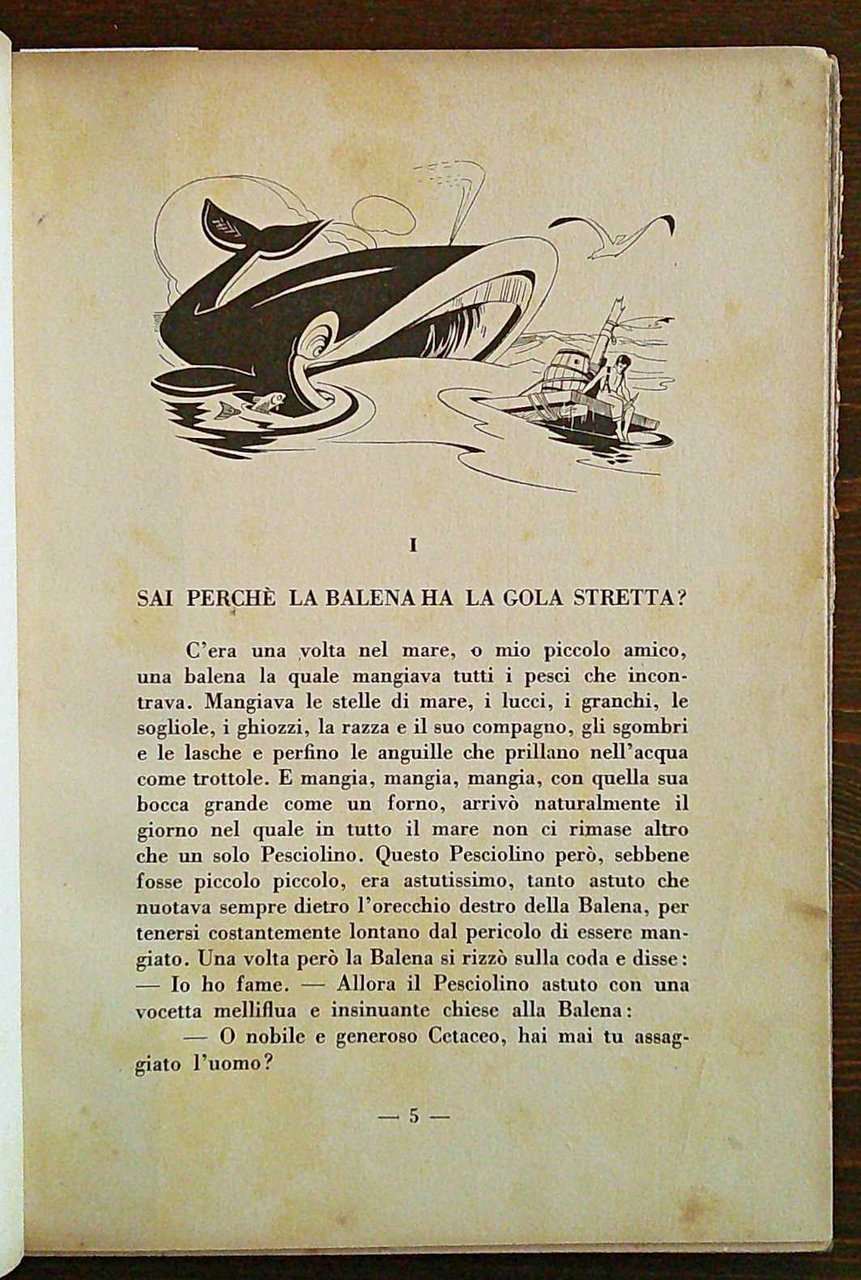 I
SAI PERCHÈ LA BALENA HA LA GOLA STRETTA?
C'era una volta nel mare, o mio piccolo amico,
una balena la quale mangiava tutti i pesci che incon-
trava. Mangiava le stelle di mare, i lucci, i granchi, le
sogliole, i ghiozzi, la razza e il suo compagno, gli sgombri
e le lasche e perfino le anguille che prillano nell'acqua
come trottole. E mangia, mangia, mangia, con quella sua
bocca grande come un forno, arrivò naturalmente il
giorno nel quale in tutto il mare non ci rimase altro
che un solo Pesciolino. Questo Pesciolino però, sebbene
fosse piccolo piccolo, era astutissimo, tanto astuto che
nuotava sempre dietro l'orecchio destro della Balena, per
tenersi costantemente lontano dal pericolo di essere man-
giato. Una volta però la Balena si rizzò sulla coda e disse:
— Io ho fame. — Allora il Pesciolino astuto con una
vocetta melliflua e insinuante chiese alla Balena:
— O nobile e generoso Cetaceo, hai mai tu assag-
giato l'uomo?
— 5 —